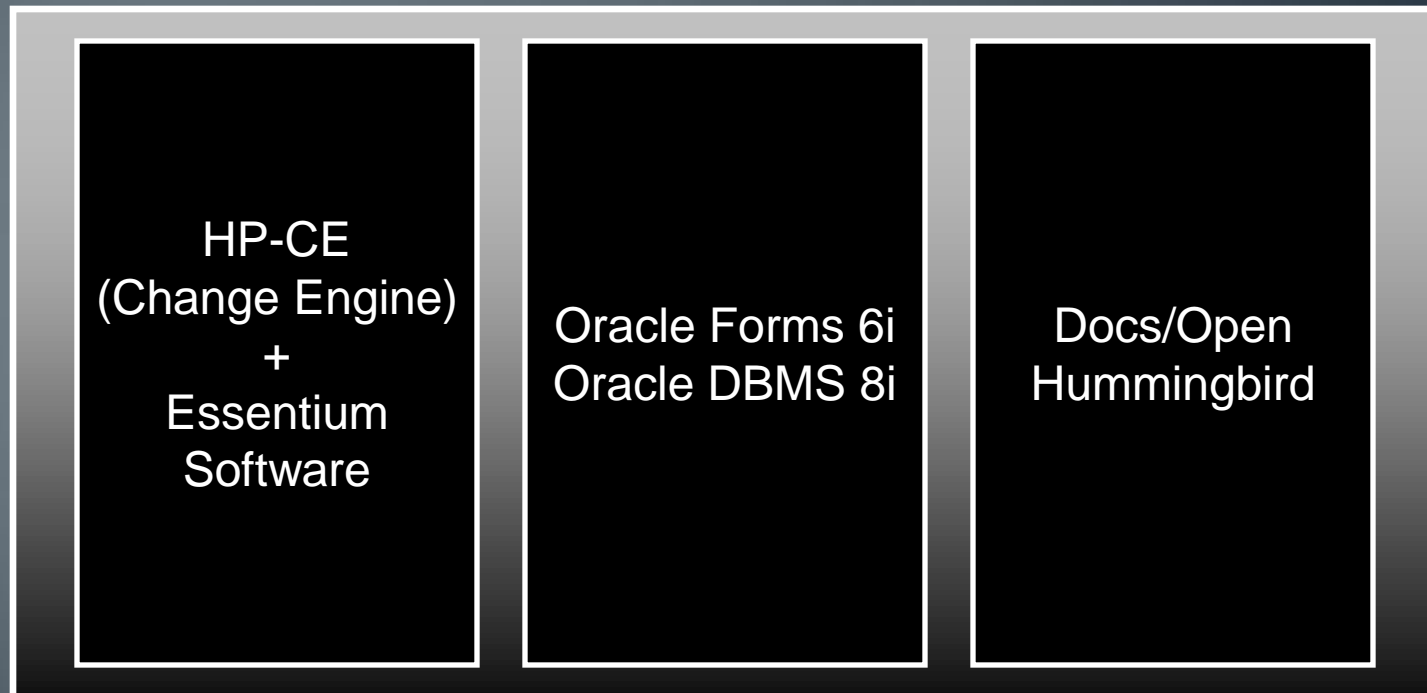 HP-CE
(Change Engine)
+
Essentium
Software
Oracle Forms 6i
Oracle DBMS 8i
Docs/Open
Hummingbird